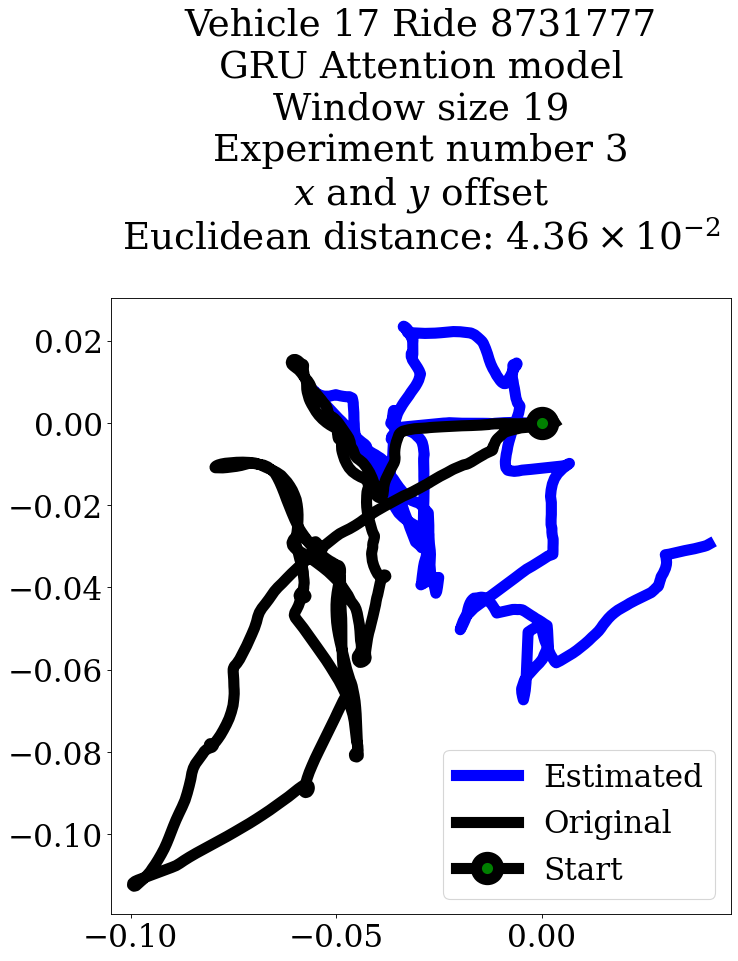 Vehicle 17 Ride 8731777
GRU Attention model
Window size 19
Experiment number 3
x and y offset
Euclidean distance: 4.36 × 10⁻²
0.02
0.00
−0.02
−0.04
−0.06
−0.08
−0.10
Estimated
Original
Start
−0.10
−0.05
0.00